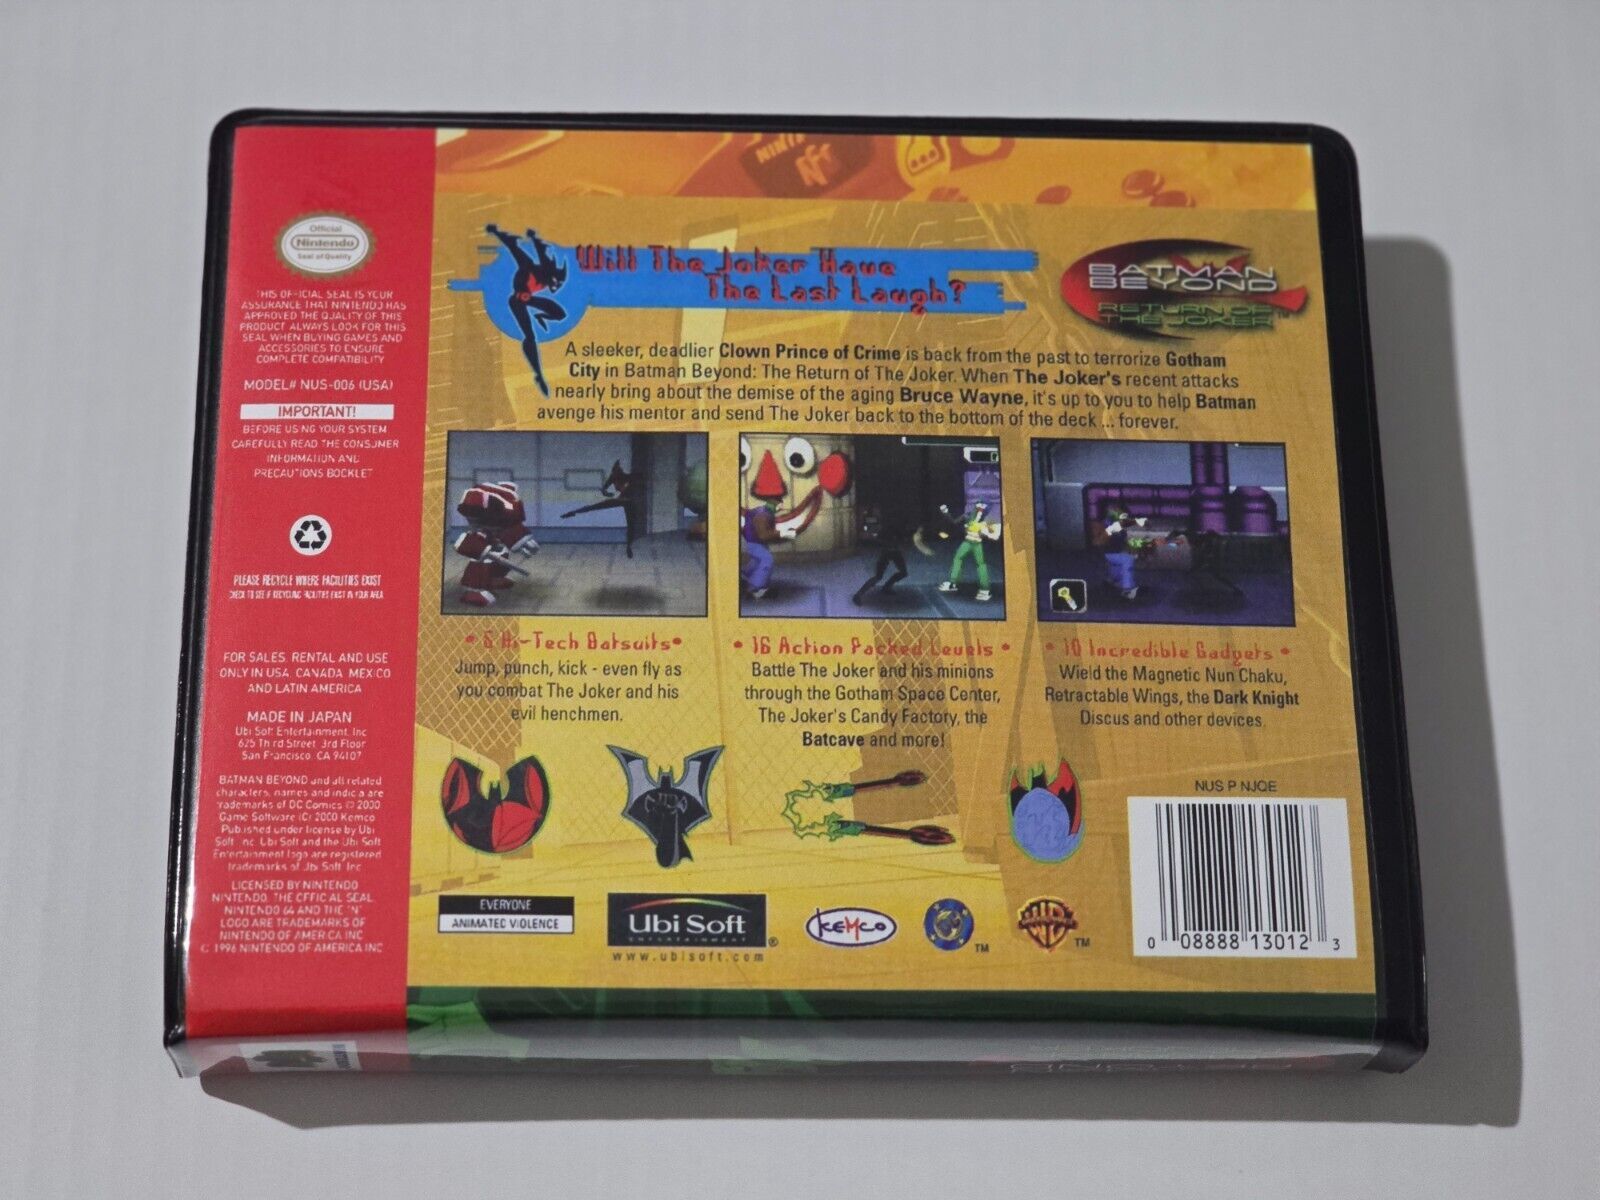 Official
Nintendo
Seal of Quality
THIS OFFICIAL SEAL IS YOUR
ASSURANCE THAT NINTENDO HAS
APPROVED THE QUALITY OF THIS
PRODUCT ALWAYS LOOK FOR THIS
SEAL WHEN BUYING GAMES AND
ACCESSORIES TO ENSURE
COMPLETE COMPATIBILITY
MODEL# NUS-006 (USA)
IMPORTANT!
BEFORE USING YOUR SYSTEM
CAREFULLY READ THE CONSUMER
INFORMATION AND
PRECAUTIONS BOOKLET
PLEASE RECYCLE WHERE FACILITIES EXIST
CHECK TO SEE IF RECYCLING FACILITIES EXIST IN YOUR AREA
FOR SALES, RENTAL AND USE
ONLY IN USA, CANADA, MEXICO
AND LATIN AMERICA
MADE IN JAPAN
Ubi Soft Entertainment, Inc
625 Third Street 3rd Floor
San Francisco, CA 94107
BATMAN BEYOND and all related
characters, names and indicia are
trademarks of DC Comics © 2000
Game Software (C) 2000 Kemco
Published under license by Ubi
Soft Inc. Ubi Soft and the Ubi Soft
Entertainment logo are registered
trademarks of Ubi Soft Inc
LICENSED BY NINTENDO
NINTENDO, THE OFFICIAL SEAL
NINTENDO 64 AND THE "N"
LOGO ARE TRADEMARKS OF
NINTENDO OF AMERICA INC
© 1996 NINTENDO OF AMERICA INC
Will The Joker Have
The Last Laugh?
BATMAN
BEYOND
RETURN OF
THE JOKER™
A sleeker, deadlier Clown Prince of Crime is back from the past to terrorize Gotham
City in Batman Beyond: The Return of The Joker. When The Joker's recent attacks
nearly bring about the demise of the aging Bruce Wayne, it's up to you to help Batman
avenge his mentor and send The Joker back to the bottom of the deck ... forever.
• 6 Hi-Tech Batsuits •
Jump, punch, kick - even fly as
you combat The Joker and his
evil henchmen.
• 16 Action Packed Levels •
Battle The Joker and his minions
through the Gotham Space Center,
The Joker's Candy Factory, the
Batcave and more!
• 10 Incredible Gadgets •
Wield the Magnetic Nun Chaku,
Retractable Wings, the Dark Knight
Discus and other devices.
EVERYONE
ANIMATED VIOLENCE
Ubi Soft
ENTERTAINMENT ®
www.ubisoft.com
KEMCO
™
™
NUS P NJQE
0 08888 13012 3